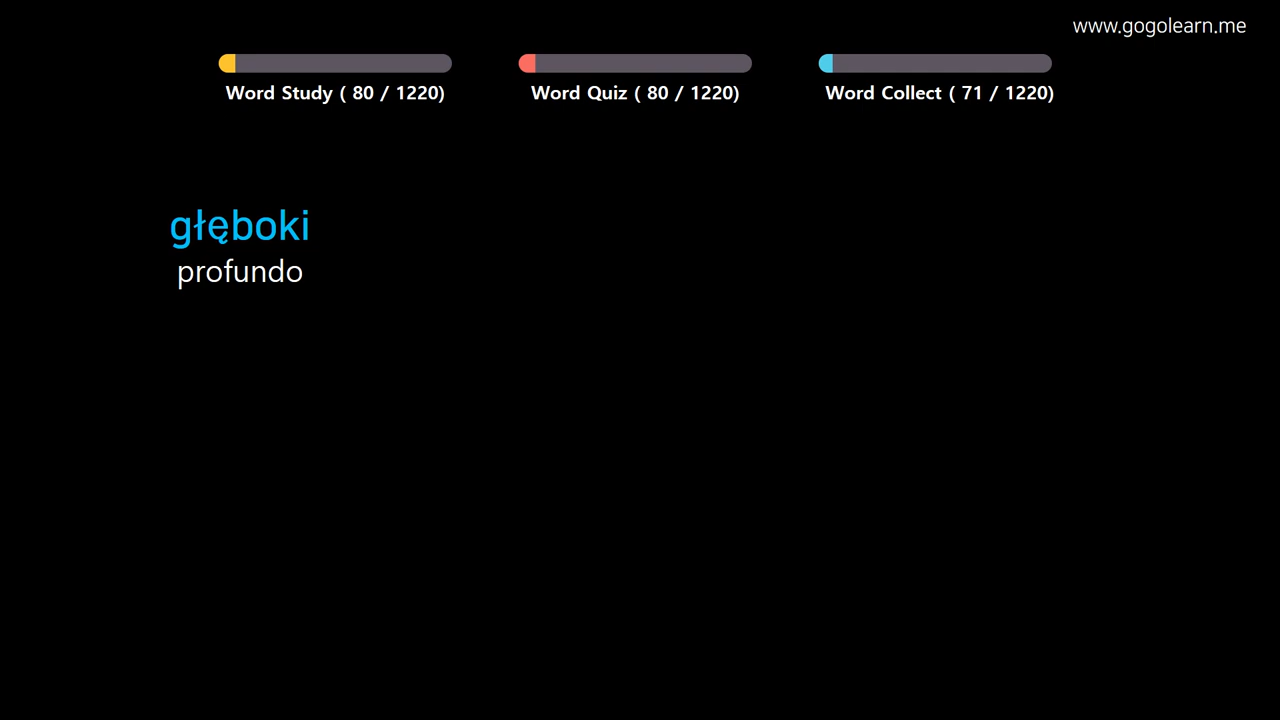 www.gogolearn.me
Word Study ( 80 / 1220)
Word Quiz ( 80 / 1220)
Word Collect ( 71 / 1220)
głęboki
profundo